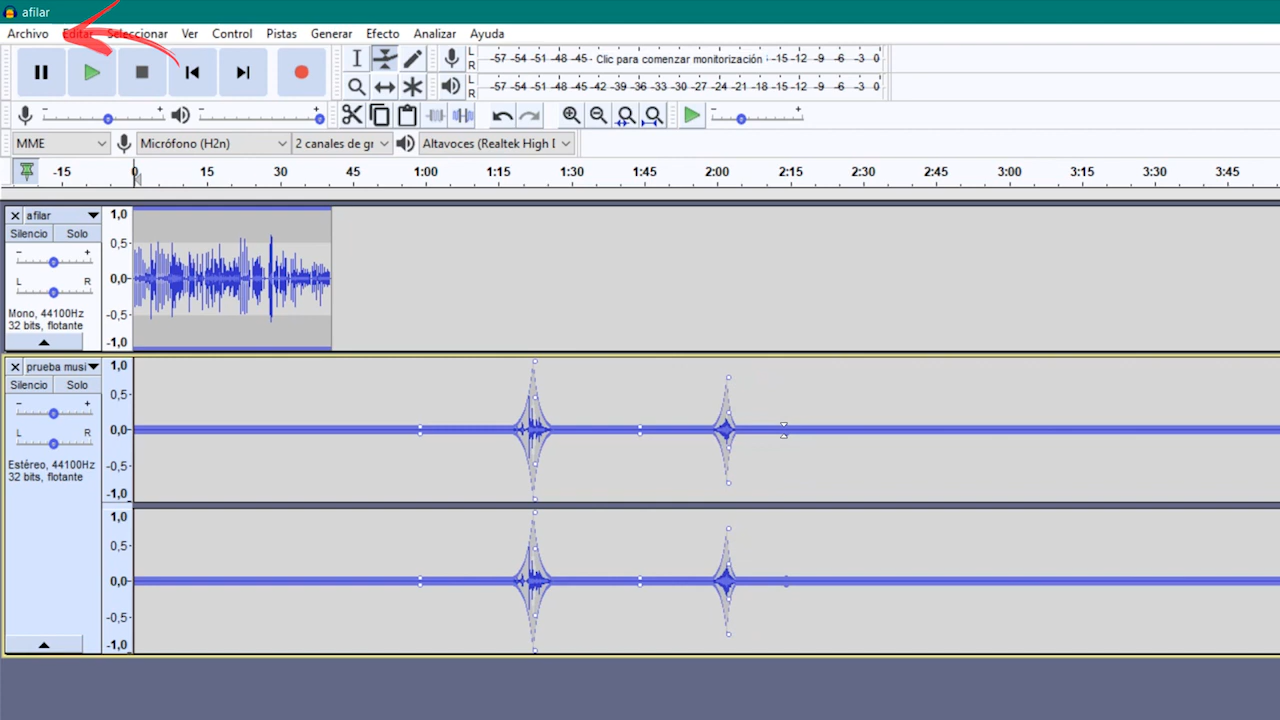 afilar
Archivo Editar Seleccionar Ver Control Pistas Generar Efecto Analizar Ayuda
L R -57 -54 -51 -48 -45 - Clic para comenzar monitorización -15 -12 -9 -6 -3 0
L R -57 -54 -51 -48 -45 -42 -39 -36 -33 -30 -27 -24 -21 -18 -15 -12 -9 -6 -3 0
- + - + - +
MME Micrófono (H2n) 2 canales de gr Altavoces (Realtek High
-15 0 15 30 45 1:00 1:15 1:30 1:45 2:00 2:15 2:30 2:45 3:00 3:15 3:30 3:45
afilar 1,0
Silencio Solo
0,5
- +
L R 0,0
Mono, 44100Hz -0,5
32 bits, flotante
-1,0
prueba musi 1,0
Silencio Solo
0,5
- +
L R 0,0
Estéreo, 44100Hz -0,5
32 bits, flotante
-1,0
1,0
0,5
0,0
-0,5
-1,0